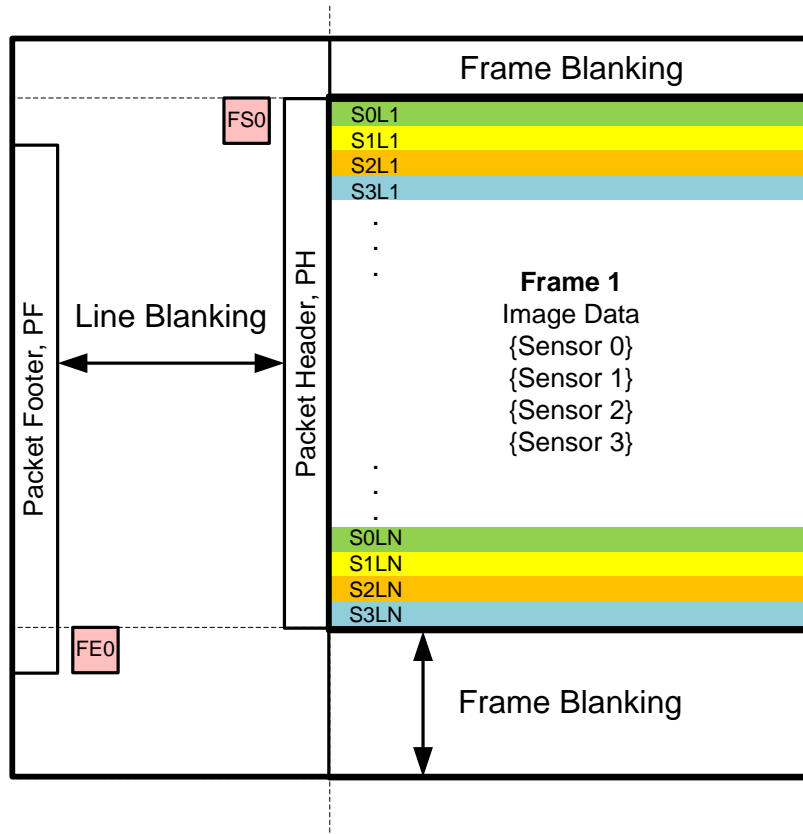 Frame Blanking
FS0
S0L1
S1L1
S2L1
S3L1
.
.
.
Packet Footer, PF
Line Blanking
Packet Header, PH
Frame 1
Image Data
{Sensor 0}
{Sensor 1}
{Sensor 2}
{Sensor 3}
.
.
.
S0LN
S1LN
S2LN
S3LN
FE0
Frame Blanking